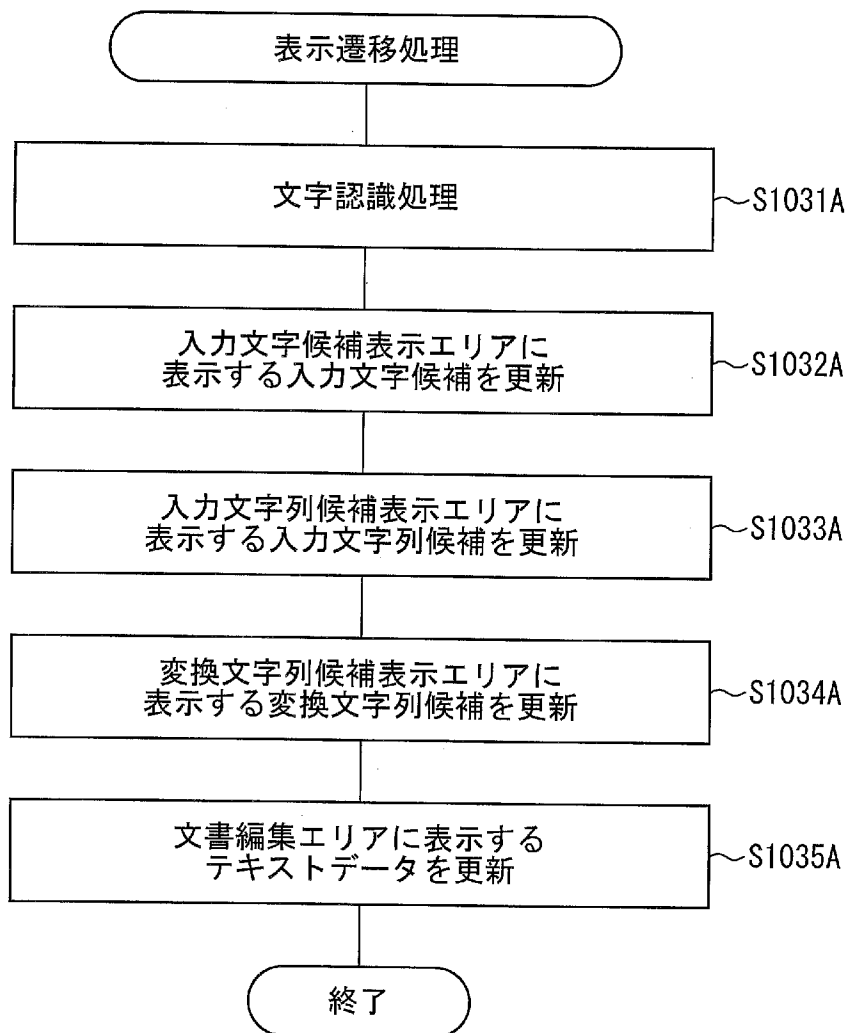 表示遷移処理
文字認識処理
S1031A
入力文字候補表示エリアに
表示する入力文字候補を更新
S1032A
入力文字列候補表示エリアに
表示する入力文字列候補を更新
S1033A
変換文字列候補表示エリアに
表示する変換文字列候補を更新
S1034A
文書編集エリアに表示する
テキストデータを更新
S1035A
終了